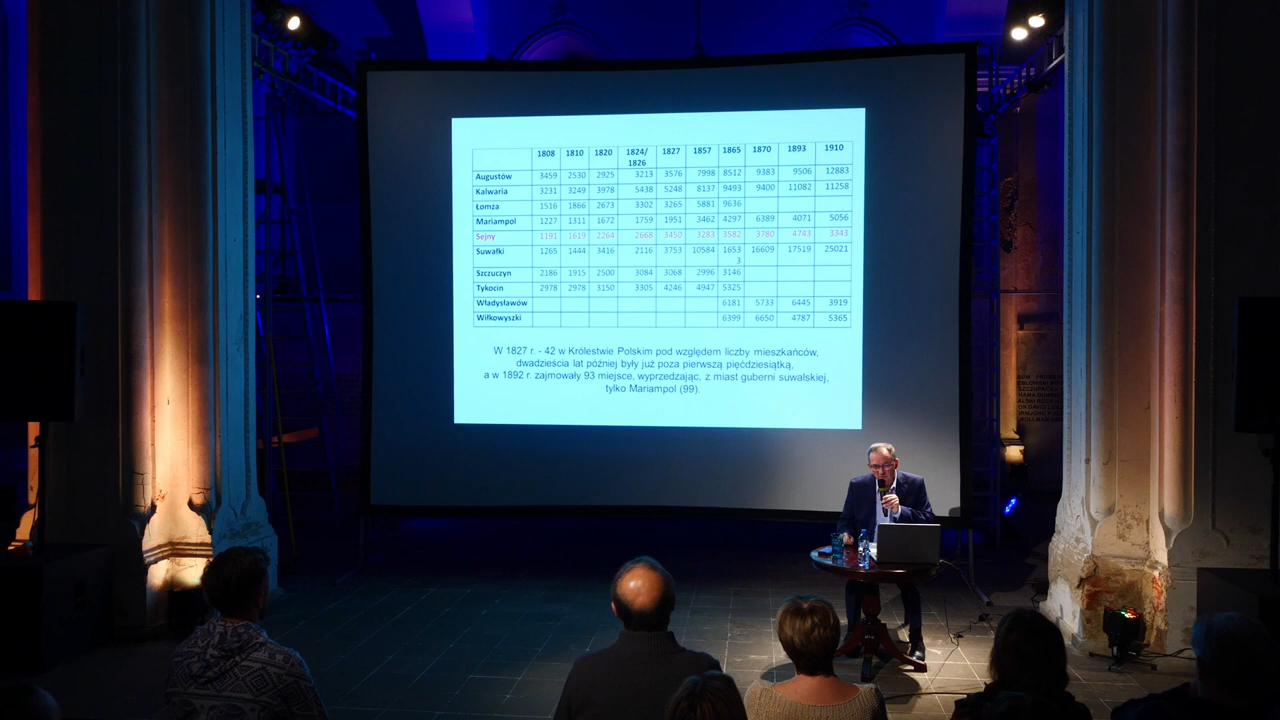 1808 1810 1820 1824/ 1826 1827 1857 1865 1870 1893 1910
Augustów 3459 2530 2925 3213 3576 7998 8512 9383 9506 12883
Kalwaria 3231 3249 3978 5438 5248 8137 9493 9400 11082 11258
Łomża 1516 1866 2673 3302 3265 5881 9636
Mariampol 1227 1311 1672 1759 1951 3462 4297 6389 4071 5056
Sejny 1191 1619 2264 2668 3450 3283 3582 3780 4743 3343
Suwałki 1265 1444 3416 2116 3753 10584 1653 3 16609 17519 25021
Szczuczyn 2186 1915 2500 3084 3068 2996 3146
Tykocin 2978 2978 3150 3305 4246 4947 5325
Władysławów 6181 5733 6445 3919
Wiłkowyszki 6399 6650 4787 5365
W 1827 r. - 42 w Królestwie Polskim pod względem liczby mieszkańców,
dwadzieścia lat później były już poza pierwszą pięćdziesiątką,
a w 1892 r. zajmowały 93 miejsce, wyprzedzając, z miast guberni suwalskiej,
tylko Mariampol (99).